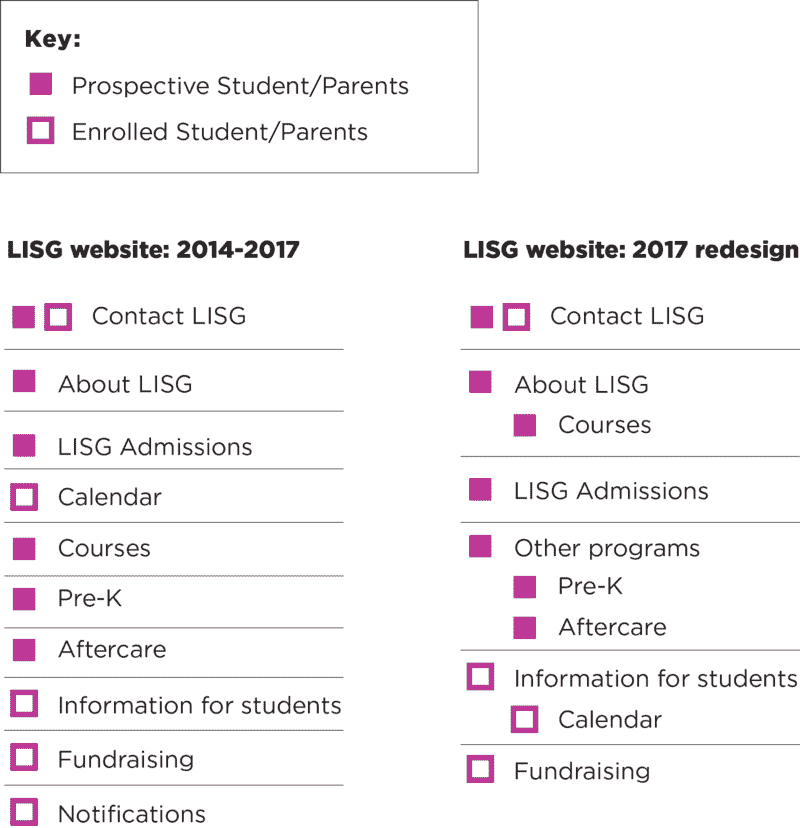 Key:
Prospective Student/Parents
Enrolled Student/Parents
LISG website: 2014-2017
Contact LISG
About LISG
LISG Admissions
Calendar
Courses
Pre-K
Aftercare
Information for students
Fundraising
Notifications
LISG website: 2017 redesign
Contact LISG
About LISG
Courses
LISG Admissions
Other programs
Pre-K
Aftercare
Information for students
Calendar
Fundraising